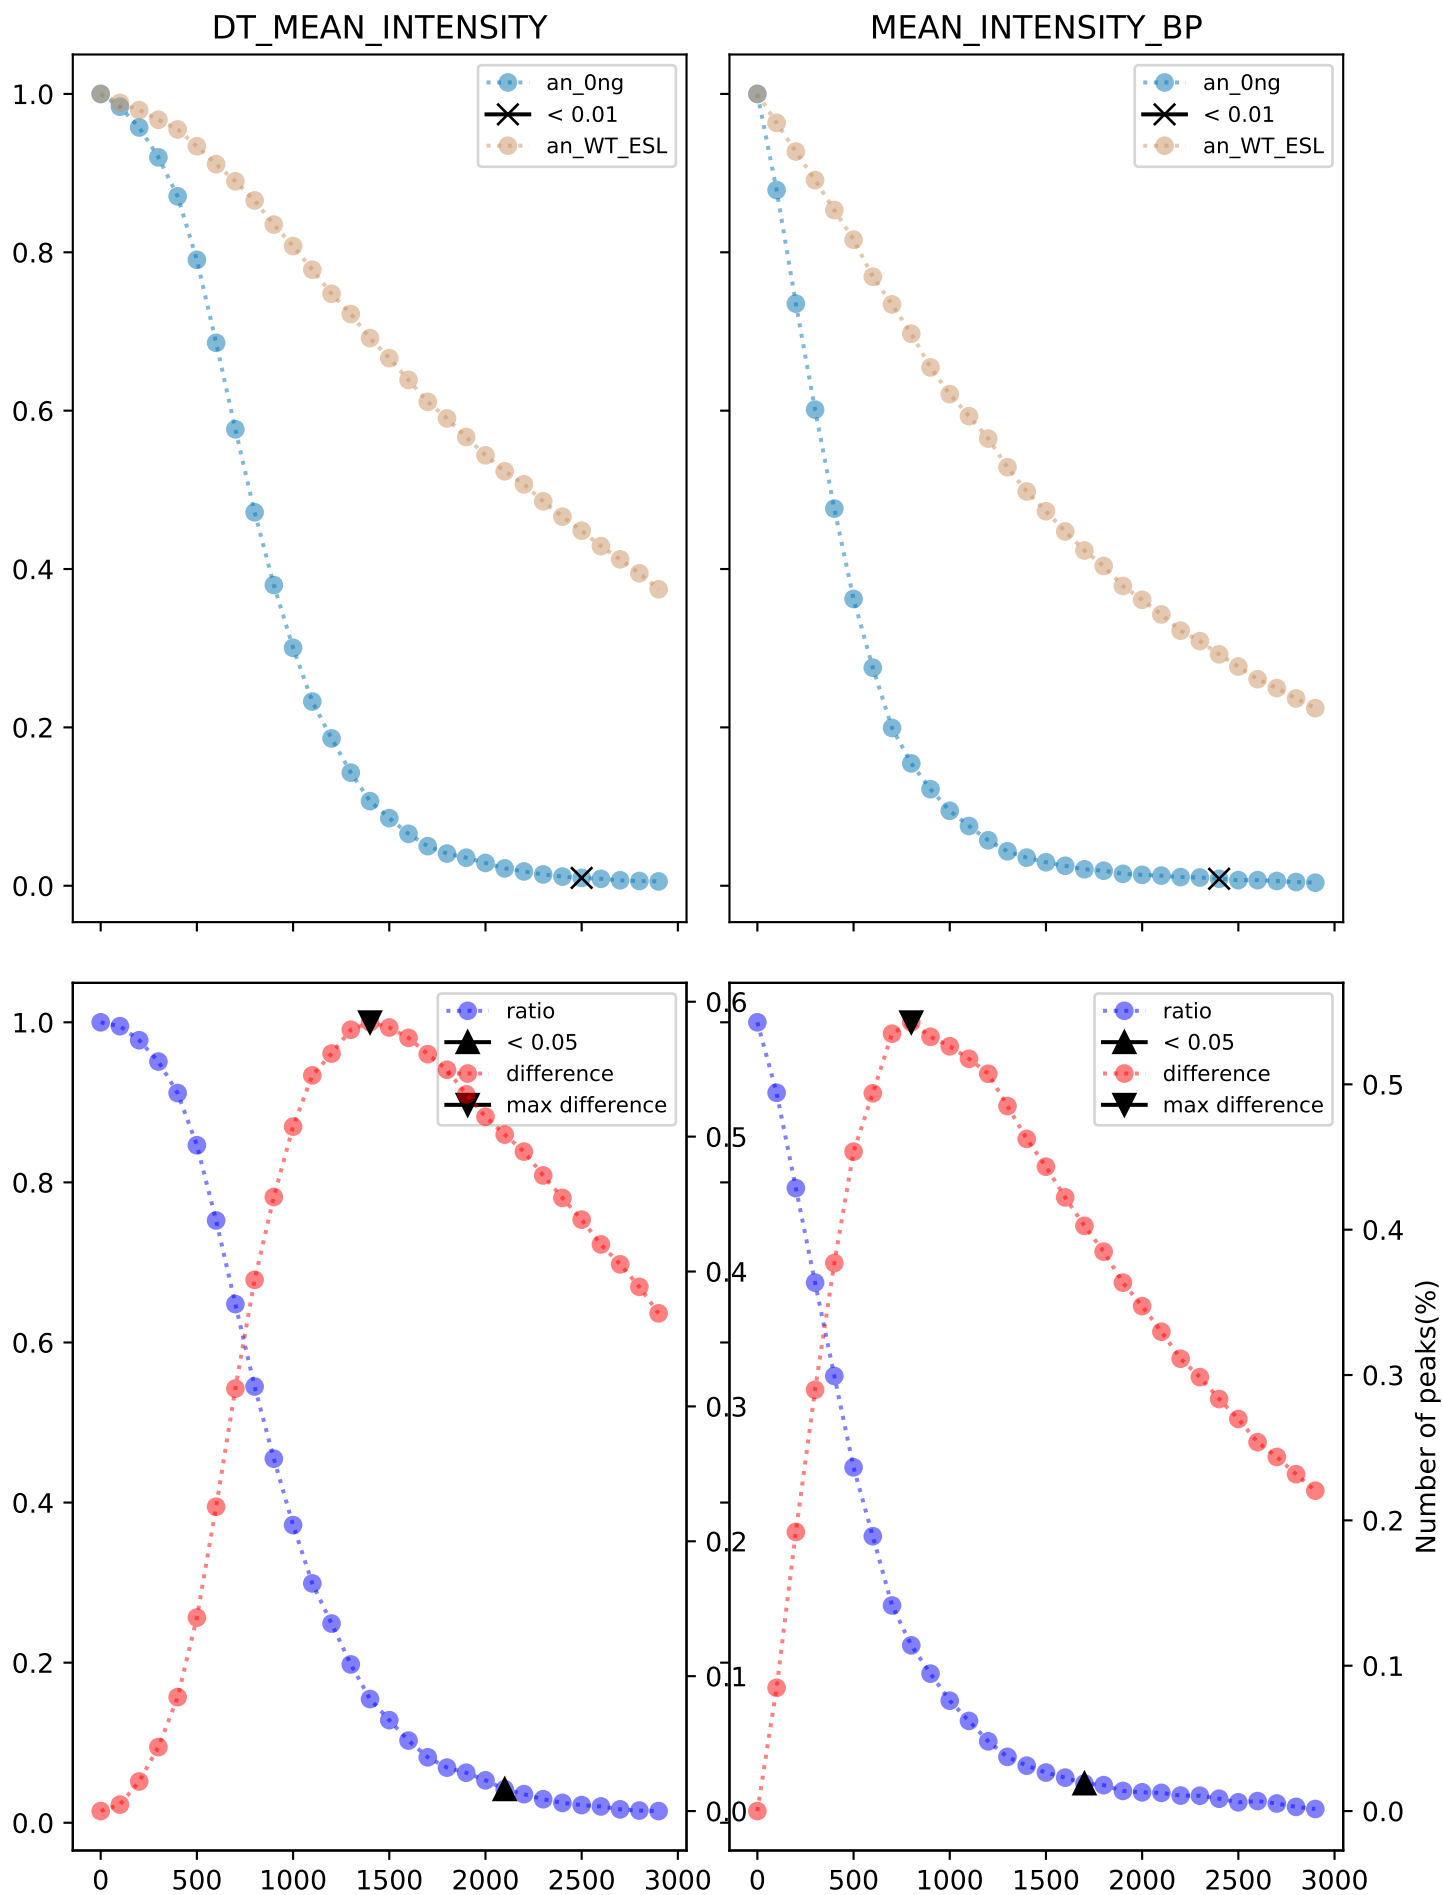 DT_MEAN_INTENSITY
MEAN_INTENSITY_BP
1.0
0.8
0.6
0.4
0.2
0.0
an_0ng
< 0.01
an_WT_ESL
an_0ng
< 0.01
an_WT_ESL
1.0
0.8
0.6
0.4
0.2
0.0
ratio
< 0.05
difference
max difference
0.6
0.5
0.4
0.3
0.2
0.1
0.0
ratio
< 0.05
difference
max difference
0.5
0.4
0.3
0.2
0.1
0.0
Number of peaks(%)
0 500 1000 1500 2000 2500 3000
0 500 1000 1500 2000 2500 3000